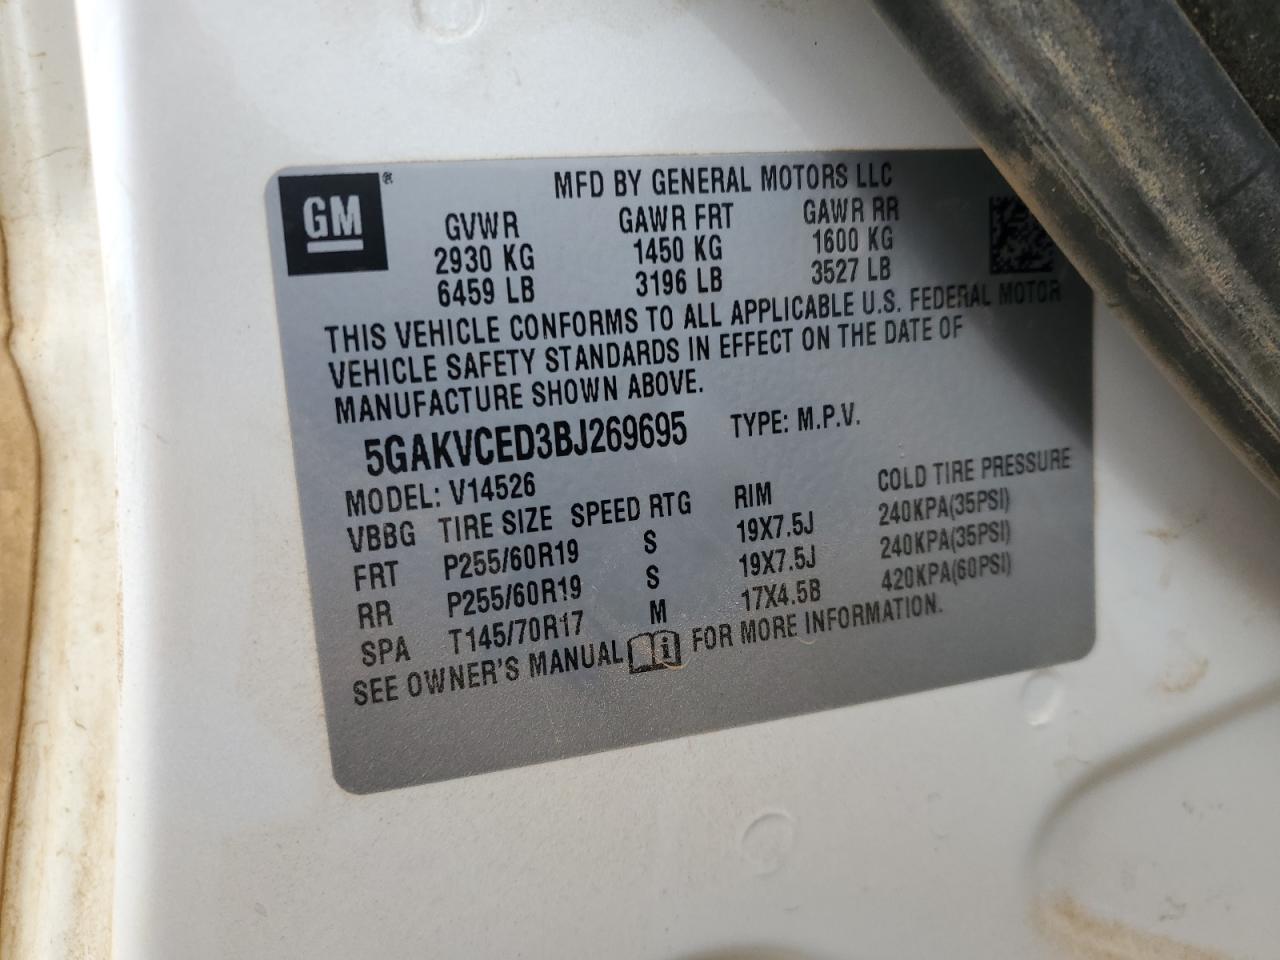 GM®
MFD BY GENERAL MOTORS LLC
GVWR GAWR FRT GAWR RR
2930 KG 1450 KG 1600 KG
6459 LB 3196 LB 3527 LB
THIS VEHICLE CONFORMS TO ALL APPLICABLE U.S. FEDERAL MOTOR
VEHICLE SAFETY STANDARDS IN EFFECT ON THE DATE OF
MANUFACTURE SHOWN ABOVE.
5GAKVCED3BJ269695 TYPE: M.P.V.
MODEL: V14526
VBBG TIRE SIZE SPEED RTG RIM COLD TIRE PRESSURE
FRT P255/60R19 S 19X7.5J 240KPA(35PSI)
RR P255/60R19 S 19X7.5J 240KPA(35PSI)
SPA T145/70R17 M 17X4.5B 420KPA(60PSI)
SEE OWNER'S MANUAL i FOR MORE INFORMATION.